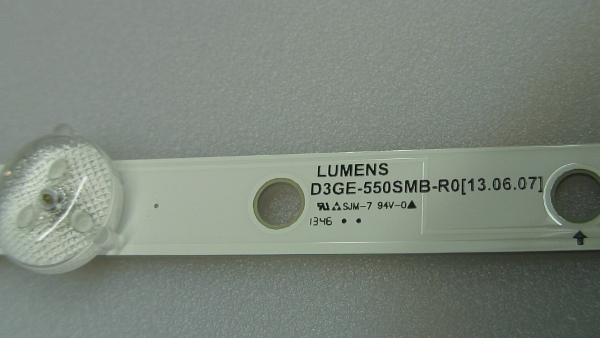 LUMENS
D3GE-550SMB-R0[13.06.07]
SJM-7 94V-0
1346